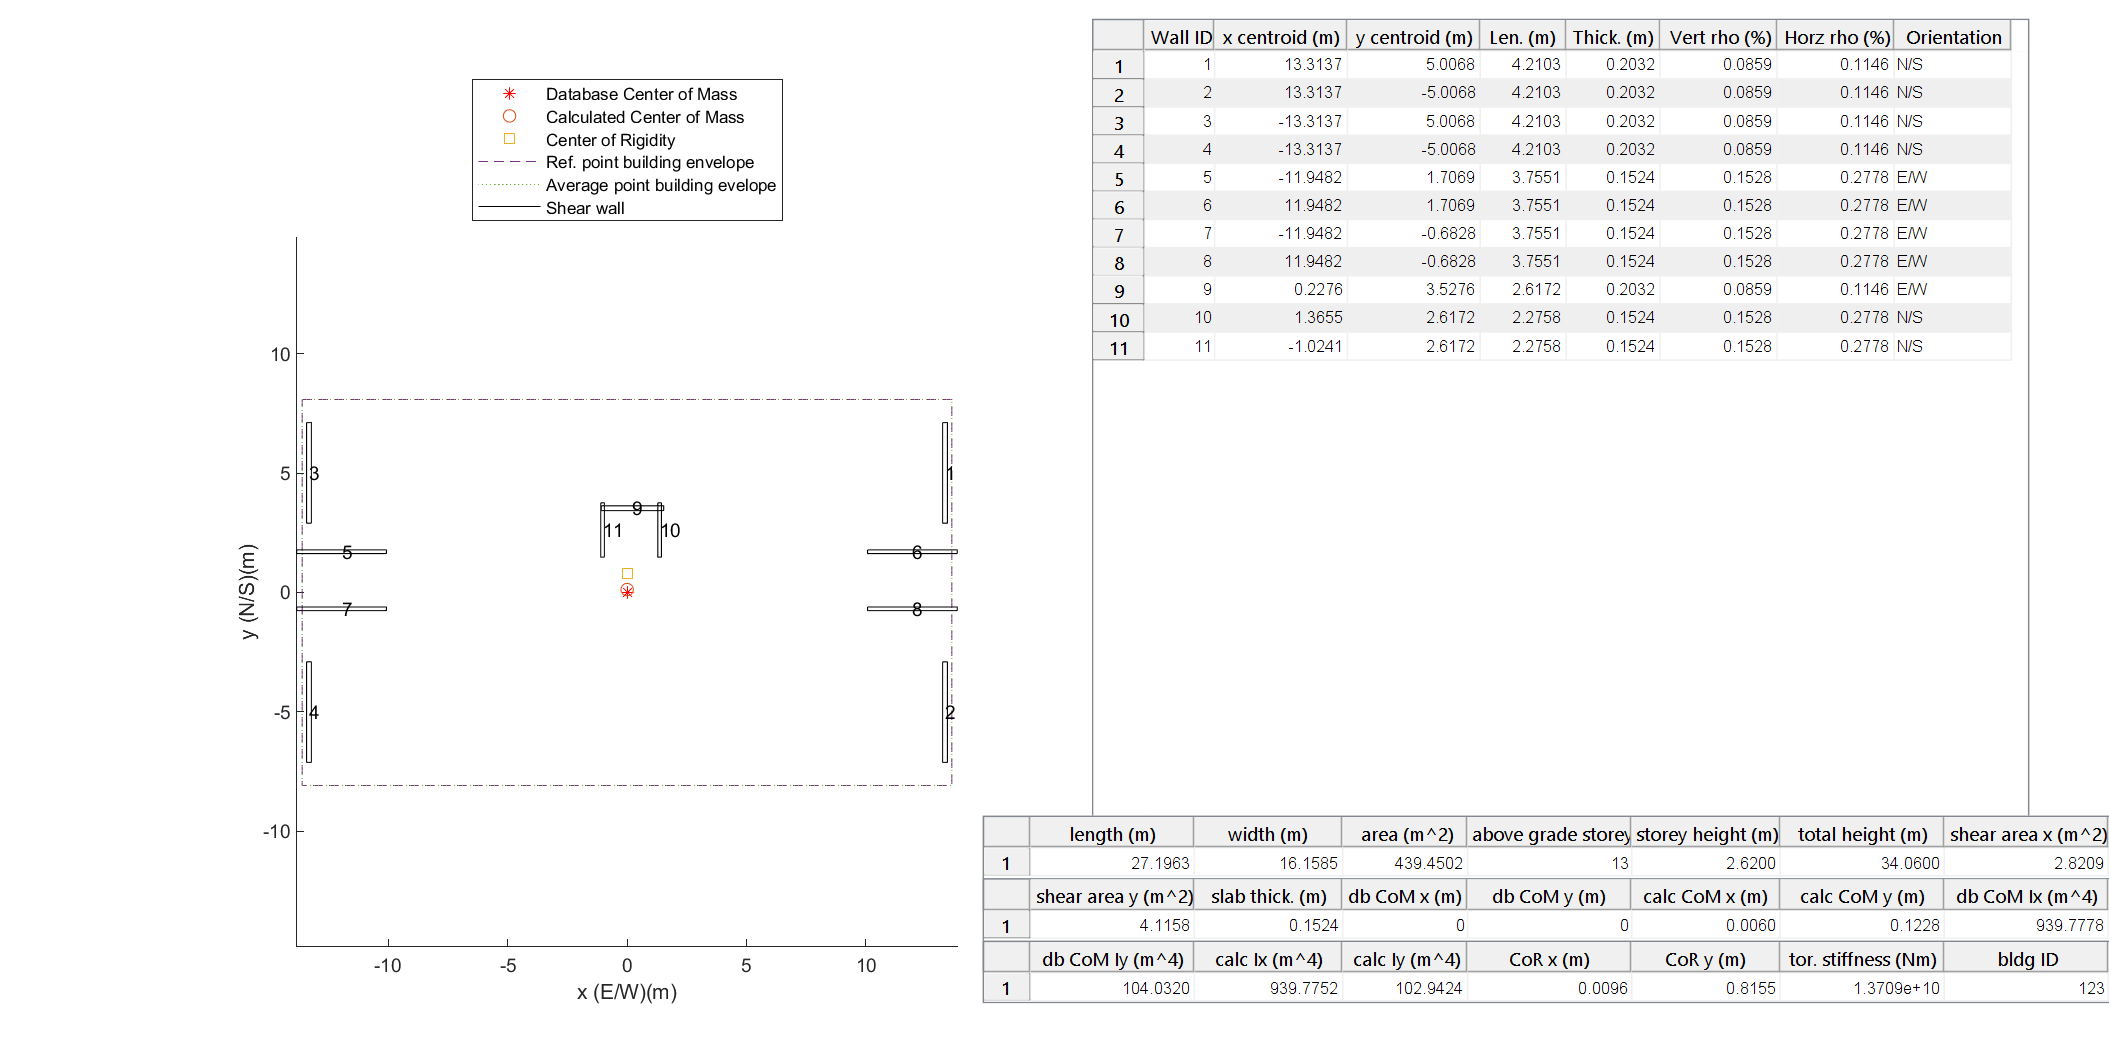 Database Center of Mass
Calculated Center of Mass
Center of Rigidity
Ref. point building envelope
Average point building evelope
Shear wall
10
5
0
-5
-10
y (N/S)(m)
3
1
9
11
10
5
6
7
8
4
2
-10
-5
0
5
10
x (E/W)(m)
Wall ID x centroid (m) y centroid (m) Len. (m) Thick. (m) Vert rho (%) Horz rho (%) Orientation
1 1 13.3137 5.0068 4.2103 0.2032 0.0859 0.1146 N/S
2 2 13.3137 -5.0068 4.2103 0.2032 0.0859 0.1146 N/S
3 3 -13.3137 5.0068 4.2103 0.2032 0.0859 0.1146 N/S
4 4 -13.3137 -5.0068 4.2103 0.2032 0.0859 0.1146 N/S
5 5 -11.9482 1.7069 3.7551 0.1524 0.1528 0.2778 E/W
6 6 11.9482 1.7069 3.7551 0.1524 0.1528 0.2778 E/W
7 7 -11.9482 -0.6828 3.7551 0.1524 0.1528 0.2778 E/W
8 8 11.9482 -0.6828 3.7551 0.1524 0.1528 0.2778 E/W
9 9 0.2276 3.5276 2.6172 0.2032 0.0859 0.1146 E/W
10 10 1.3655 2.6172 2.2758 0.1524 0.1528 0.2778 N/S
11 11 -1.0241 2.6172 2.2758 0.1524 0.1528 0.2778 N/S
length (m) width (m) area (m^2) above grade storey storey height (m) total height (m) shear area x (m^2)
1 27.1963 16.1585 439.4502 13 2.6200 34.0600 2.8209
shear area y (m^2) slab thick. (m) db CoM x (m) db CoM y (m) calc CoM x (m) calc CoM y (m) db CoM Ix (m^4)
1 4.1158 0.1524 0 0 0.0060 0.1228 939.7778
db CoM Iy (m^4) calc Ix (m^4) calc Iy (m^4) CoR x (m) CoR y (m) tor. stiffness (Nm) bldg ID
1 104.0320 939.7752 102.9424 0.0096 0.8155 1.3709e+10 123